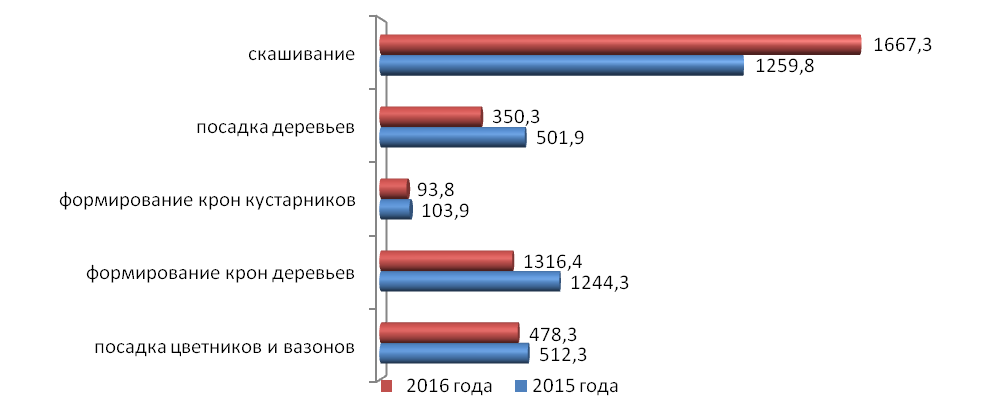 скашивание
1667,3
1259,8
посадка деревьев
350,3
501,9
формирование крон кустарников
93,8
103,9
формирование крон деревьев
1316,4
1244,3
посадка цветников и вазонов
478,3
512,3
2016 года
2015 года